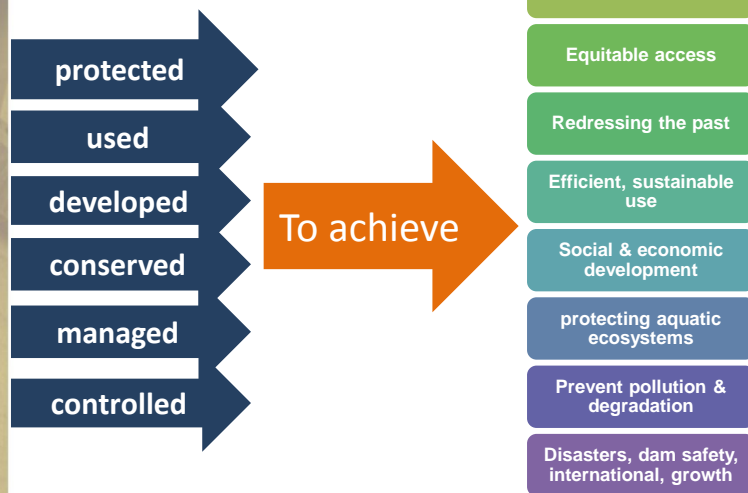 protected
used
developed
conserved
managed
controlled
To achieve
Equitable access
Redressing the past
Efficient, sustainable
use
Social & economic
development
protecting aquatic
ecosystems
Prevent pollution &
degradation
Disasters, dam safety,
international, growth